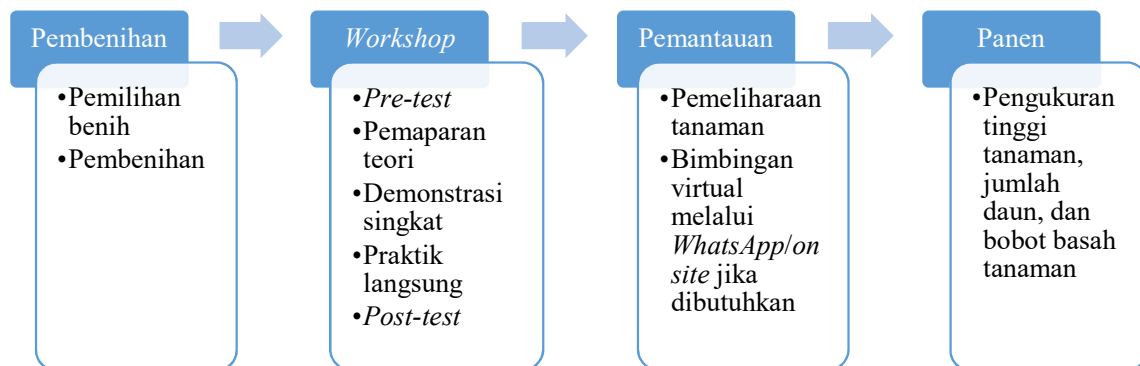 Pembenihan
•Pemilihan
benih
•Pembenihan
Workshop
•Pre-test
•Pemaparan
teori
•Demonstrasi
singkat
•Praktik
langsung
•Post-test
Pemantauan
•Pemeliharaan
tanaman
•Bimbingan
virtual
melalui
WhatsApp/on
site jika
dibutuhkan
Panen
•Pengukuran
tinggi
tanaman,
jumlah
daun, dan
bobot basah
tanaman